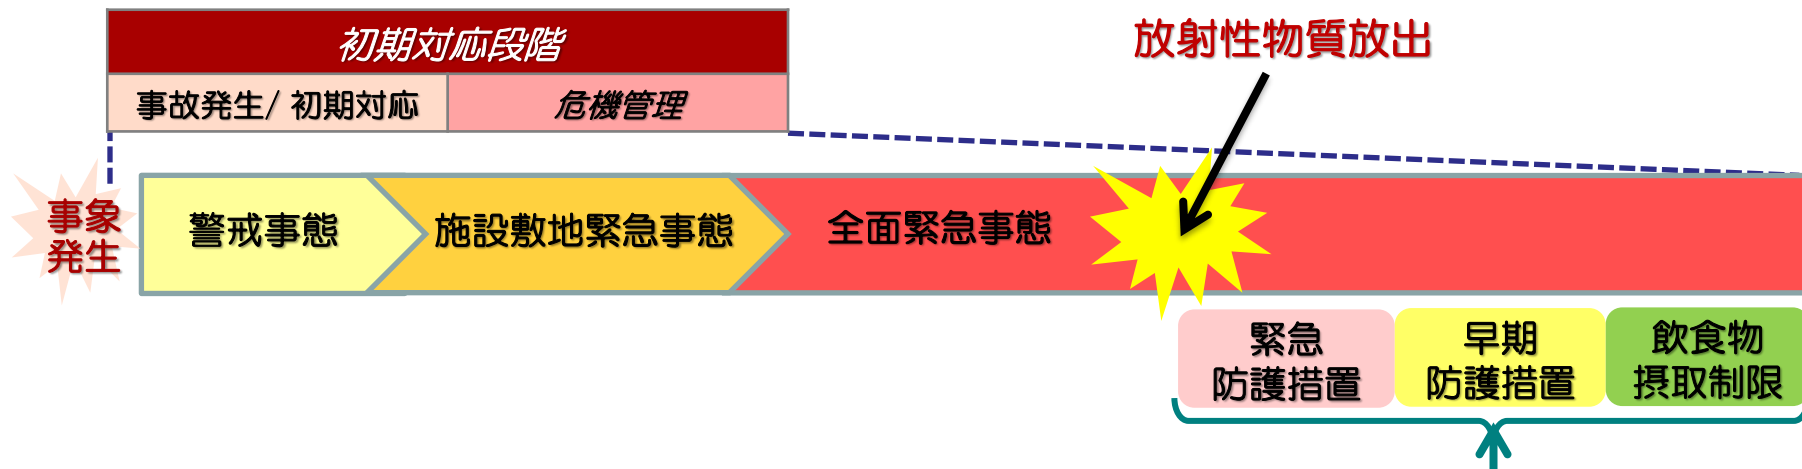 初期対応段階
放射性物質放出
事故発生/ 初期対応
危機管理
事象
発生
警戒事態
施設敷地緊急事態
全面緊急事態
緊急
防護措置
早期
防護措置
飲食物
摂取制限